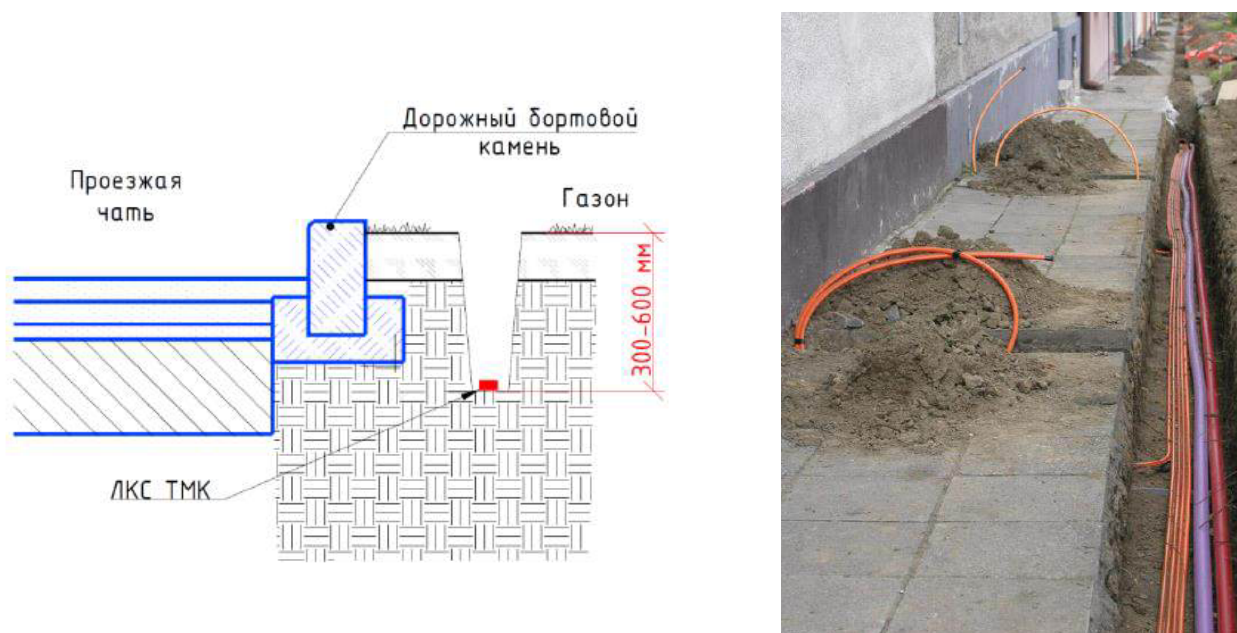 Дорожный бортовой
камень
Проезжая
чать
Газон
300-600 мм
ЛКС ТМК